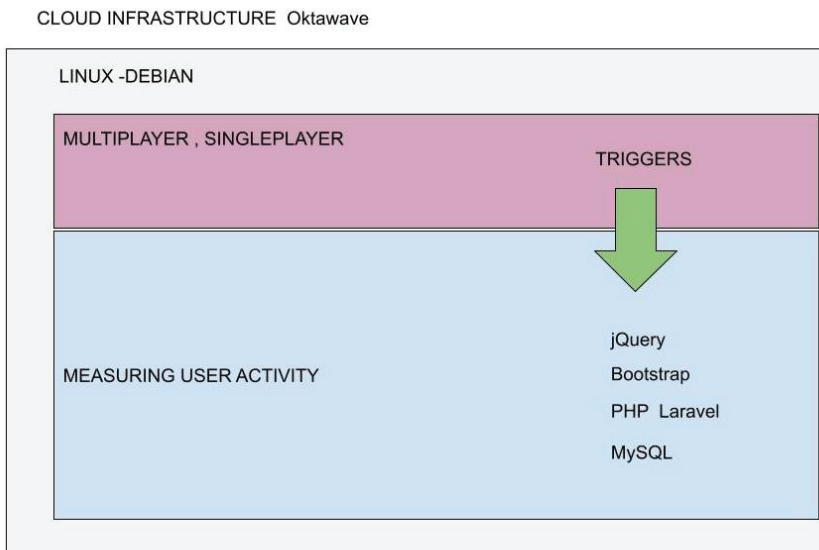 CLOUD INFRASTRUCTURE Oktawave
LINUX -DEBIAN
MULTIPLAYER , SINGLEPLAYER
TRIGGERS
jQuery
MEASURING USER ACTIVITY
Bootstrap
PHP Laravel
MySQL